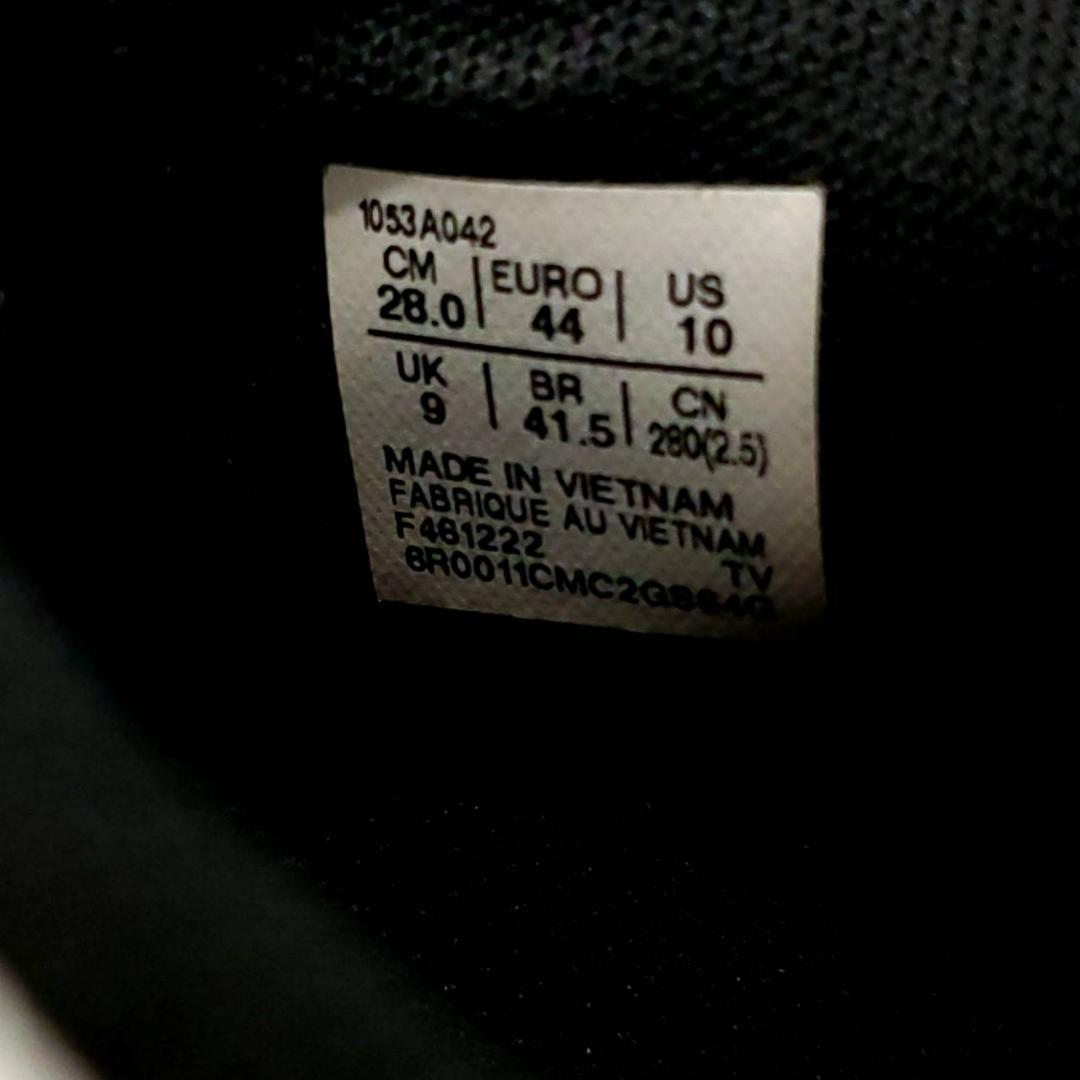 1053A042
CM | EURO | US
28.0 | 44 | 10
UK | BR | CN
9 | 41.5 | 280(2.5)
MADE IN VIETNAM
FABRIQUE AU VIETNAM
F461222 TV